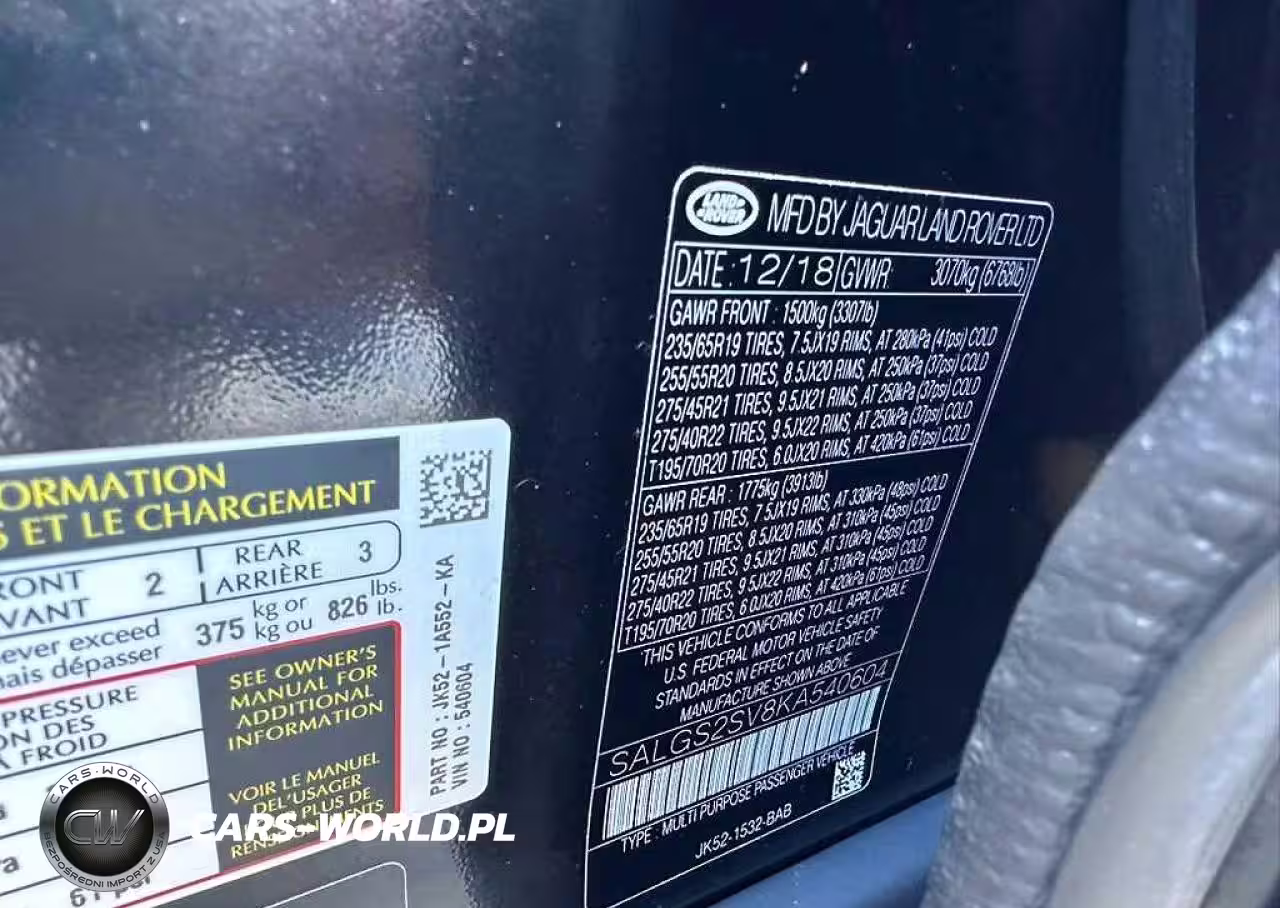 LAND ROVER MFD BY JAGUAR LAND ROVER LTD
DATE : 12/18 GVWR 3070kg (6768lb)
GAWR FRONT : 1500kg (3307lb)
235/65R19 TIRES, 7.5JX19 RIMS, AT 280kPa (41psi) COLD
255/55R20 TIRES, 8.5JX20 RIMS, AT 250kPa (37psi) COLD
275/45R21 TIRES, 9.5JX21 RIMS, AT 250kPa (37psi) COLD
275/40R22 TIRES, 9.5JX22 RIMS, AT 250kPa (37psi) COLD
T195/70R20 TIRES, 6.0JX20 RIMS, AT 420kPa (61psi) COLD
GAWR REAR : 1775kg (3913lb)
235/65R19 TIRES, 7.5JX19 RIMS, AT 330kPa (48psi) COLD
255/55R20 TIRES, 8.5JX20 RIMS, AT 310kPa (45psi) COLD
275/45R21 TIRES, 9.5JX21 RIMS, AT 310kPa (45psi) COLD
275/40R22 TIRES, 9.5JX22 RIMS, AT 310kPa (45psi) COLD
T195/70R20 TIRES, 6.0JX20 RIMS, AT 420kPa (61psi) COLD
THIS VEHICLE CONFORMS TO ALL APPLICABLE
U.S. FEDERAL MOTOR VEHICLE SAFETY
STANDARDS IN EFFECT ON THE DATE OF
MANUFACTURE SHOWN ABOVE
SALGS2SV8KA540604
TYPE : MULTI PURPOSE PASSENGER VEHICLE
JK52-1532-BAB
ORMATION
S ET LE CHARGEMENT
RONT
VANT
2
REAR
ARRIÈRE
3
ever exceed
mais dépasser
375 kg or
kg ou
826 lbs.
lb.
PRESSURE
ON DES
À FROID
SEE OWNER'S
MANUAL FOR
ADDITIONAL
INFORMATION
VOIR LE MANUEL
DE L'USAGER
PLUS DE
RENSEIGNEMENTS
PART NO : JK52-1A552-KA
VIN NO : 540604
CARS-WORLD
CW
BEZPOŚREDNI IMPORT Z USA
CARS-WORLD.PL